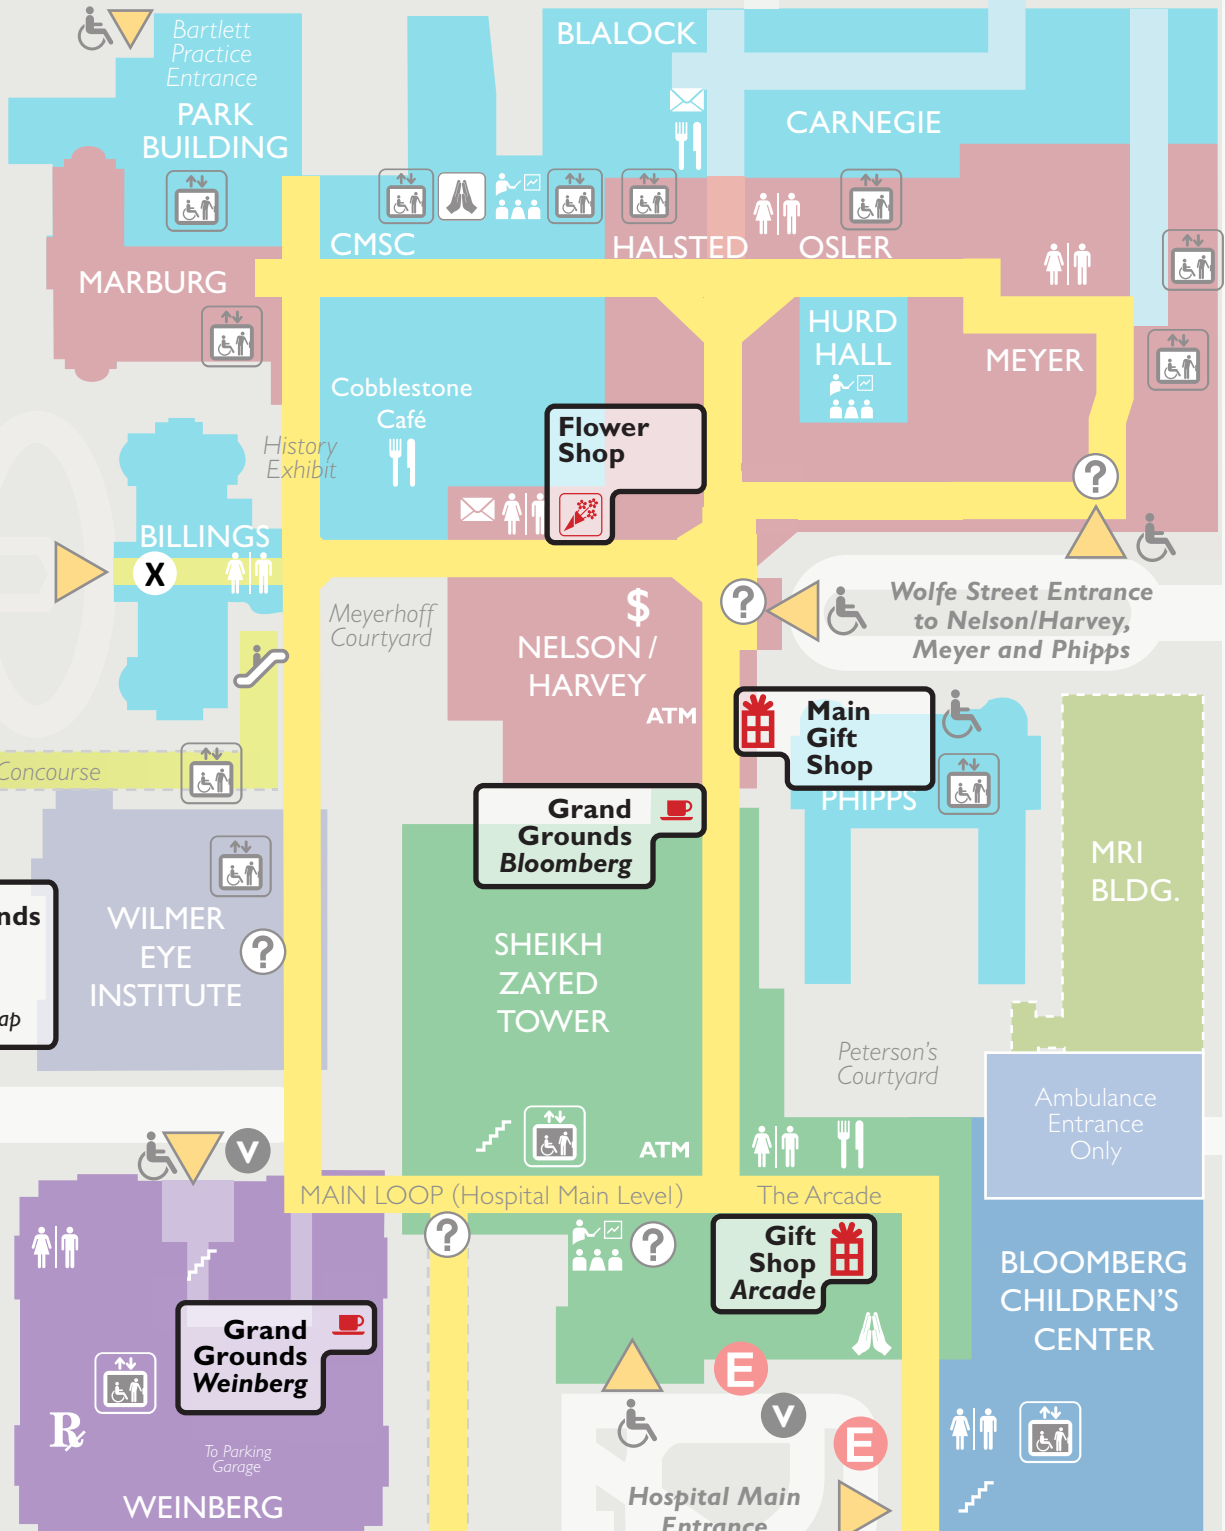 Bartlett
Practice
Entrance
PARK
BUILDING
BLALOCK
CARNEGIE
CMSC
HALSTED
OSLER
MARBURG
HURD
HALL
MEYER
Cobblestone
Café
Flower
Shop
History
Exhibit
?
BILLINGS
X
Meyerhoff
Courtyard
$
NELSON /
HARVEY
ATM
?
Wolfe Street Entrance
to Nelson/Harvey,
Meyer and Phipps
Main
Gift
Shop
PHIPPS
Concourse
Grand
Grounds
Bloomberg
MRI
BLDG.
nds
ap
WILMER
EYE
INSTITUTE
?
SHEIKH
ZAYED
TOWER
Peterson's
Courtyard
Ambulance
Entrance
Only
V
ATM
MAIN LOOP (Hospital Main Level)
The Arcade
?
?
Gift
Shop
Arcade
BLOOMBERG
CHILDREN'S
CENTER
Grand
Grounds
Weinberg
E
V
E
Rx
To Parking
Garage
WEINBERG
Hospital Main
Entrance